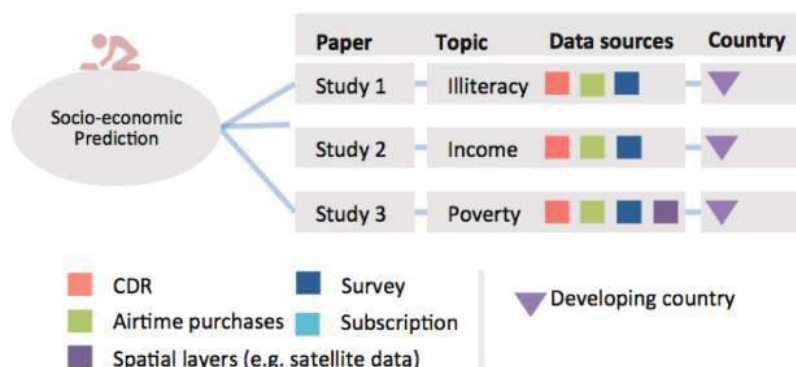 Paper Topic Data sources Country
Socio-economic
Prediction
Study 1 Illiteracy
Study 2 Income
Study 3 Poverty
CDR
Survey
Airtime purchases
Subscription
Spatial layers (e.g. satellite data)
Developing country